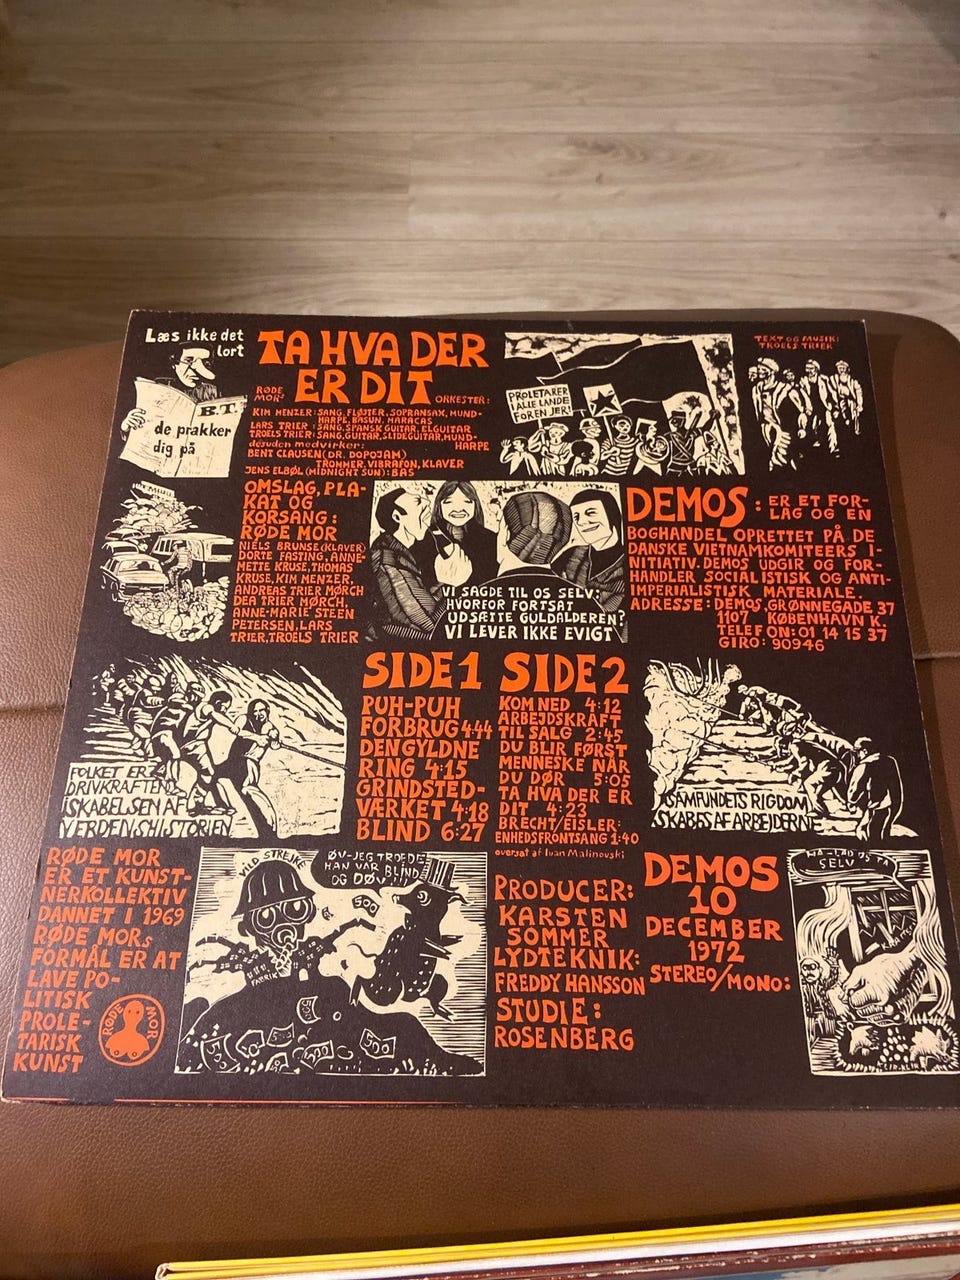 Læs ikke det
lort
B.T.
de prakker
dig på
TA HVA DER
ER DIT
RØDE
MORS
ORKESTER:
KIM MENZER: SANG, FLØJTER, SOPRANSAX, MUND-
HARPE, BASUN, MARACAS
LARS TRIER: SANG, SPANSK GUITAR, ELGUITAR
TROELS TRIER: SANG, GUITAR, SLIDEGUITAR, MUND-
HARPE
desuden medvirker:
BENT CLAUSEN (DR. DOPOJAM)
TROMMER, VIBRAFON, KLAVER
JENS ELBØL (MIDNIGHT SUN): BAS
PROLETARER
I ALLE LANDE
FOREN JER!
TEXT OG MUSIK:
TROELS TRIER
OMSLAG, PLA-
KAT OG
KORSANG:
RØDE MOR
NIELS BRUNSE (KLAVER)
DORTE FASTING, ANNE-
METTE KRUSE, THOMAS
KRUSE, KIM MENZER,
ANDREAS TRIER MØRCH
DEA TRIER MØRCH,
ANNE-MARIE STEEN
PETERSEN, LARS
TRIER, TROELS TRIER
VI SAGDE TIL OS SELV:
HVORFOR FORTSAT
UDSÆTTE GULDALDEREN?
VI LEVER IKKE EVIGT
DEMOS: ER ET FOR-
LAG OG EN
BOGHANDEL OPRETTET PÅ DE
DANSKE VIETNAMKOMITEERS I-
NITIATIV. DEMOS UDGIR OG FOR-
HANDLER SOCIALISTISK OG ANTI-
IMPERIALISTISK MATERIALE.
ADRESSE: DEMOS, GRØNNEGADE 37
1107 KØBENHAVN K.
TELEFON: 01 14 15 37
GIRO: 90946
FOLKET ER
DRIVKRAFTEN
I SKABELSEN AF
VERDENSHISTORIEN
SIDE 1
PUH-PUH
FORBRUG 4:44
DEN GYLDNE
RING 4:15
GRINDSTED-
VÆRKET 4:18
BLIND 6:27
SIDE 2
KOM NED 4:12
ARBEJDSKRAFT
TIL SALG 2:45
DU BLIR FØRST
MENNESKE NÅR
DU DØR 5:05
TA HVA DER ER
DIT 4:23
BRECHT/EISLER:
ENHEDSFRONTSANG 1:40
oversat af Ivan Malinovski
SAMFUNDETS RIGDOM
SKABES AF ARBEJDERNE
RØDE MOR
ER ET KUNST-
NERKOLLEKTIV
DANNET I 1969
RØDE MORS
FORMÅL ER AT
LAVE PO-
LITISK
PROLE-
TARISK
KUNST
RØDE MOR
VILD STREJKE
ØV-JEG TROEDE
HAN VAR BLIND
OG DØV!!!
FABRIK
500
500
500
500
PRODUCER:
KARSTEN
SOMMER
LYDTEKNIK:
FREDDY HANSSON
STUDIE:
ROSENBERG
DEMOS
10
DECEMBER
1972
STEREO/MONO:
SELV